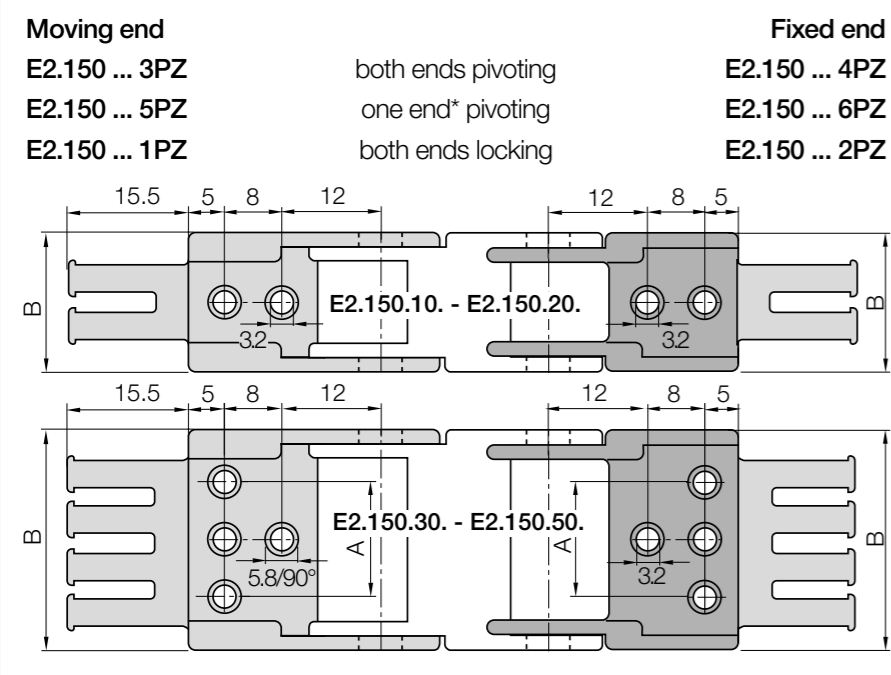 Moving end Fixed end
E2.150 ... 3PZ both ends pivoting E2.150 ... 4PZ
E2.150 ... 5PZ one end* pivoting E2.150 ... 6PZ
E2.150 ... 1PZ both ends locking E2.150 ... 2PZ
15.5 5 8 12 12 8 5
B E2.150.10. - E2.150.20. B
3.2 3.2
15.5 5 8 12 12 8 5
B A E2.150.30. - E2.150.50. A B
5.8/90° 3.2